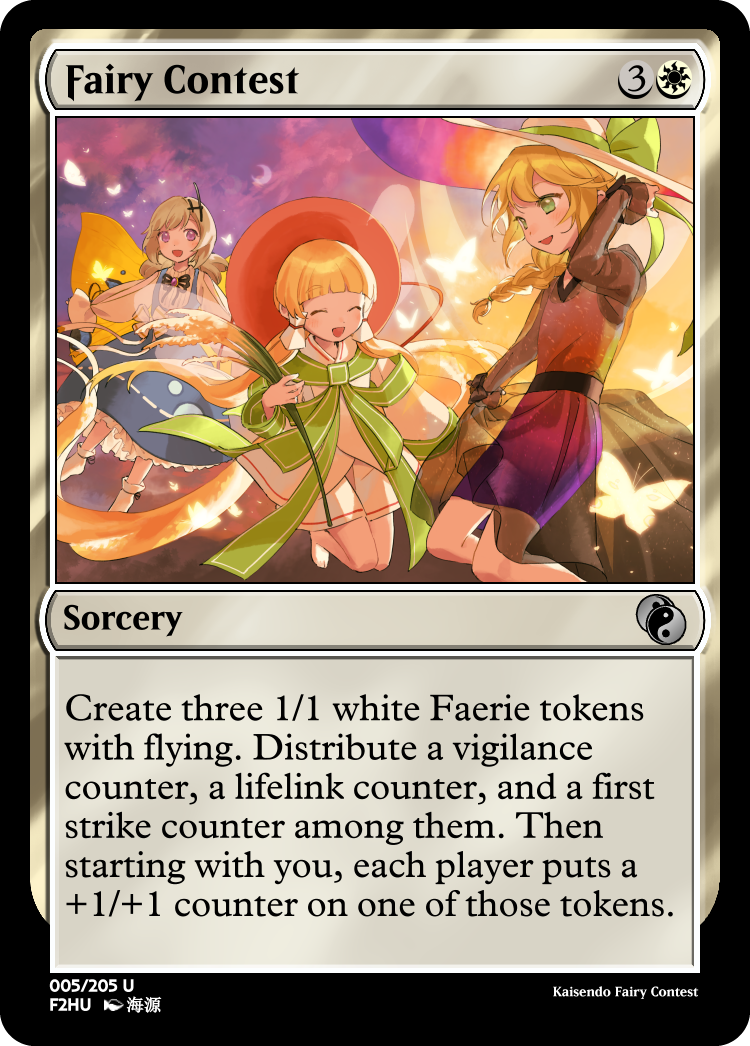 Fairy Contest 3
Sorcery
Create three 1/1 white Faerie tokens
with flying. Distribute a vigilance
counter, a lifelink counter, and a first
strike counter among them. Then
starting with you, each player puts a
+1/+1 counter on one of those tokens.
005/205 U
F2HU 海源
Kaisendo Fairy Contest